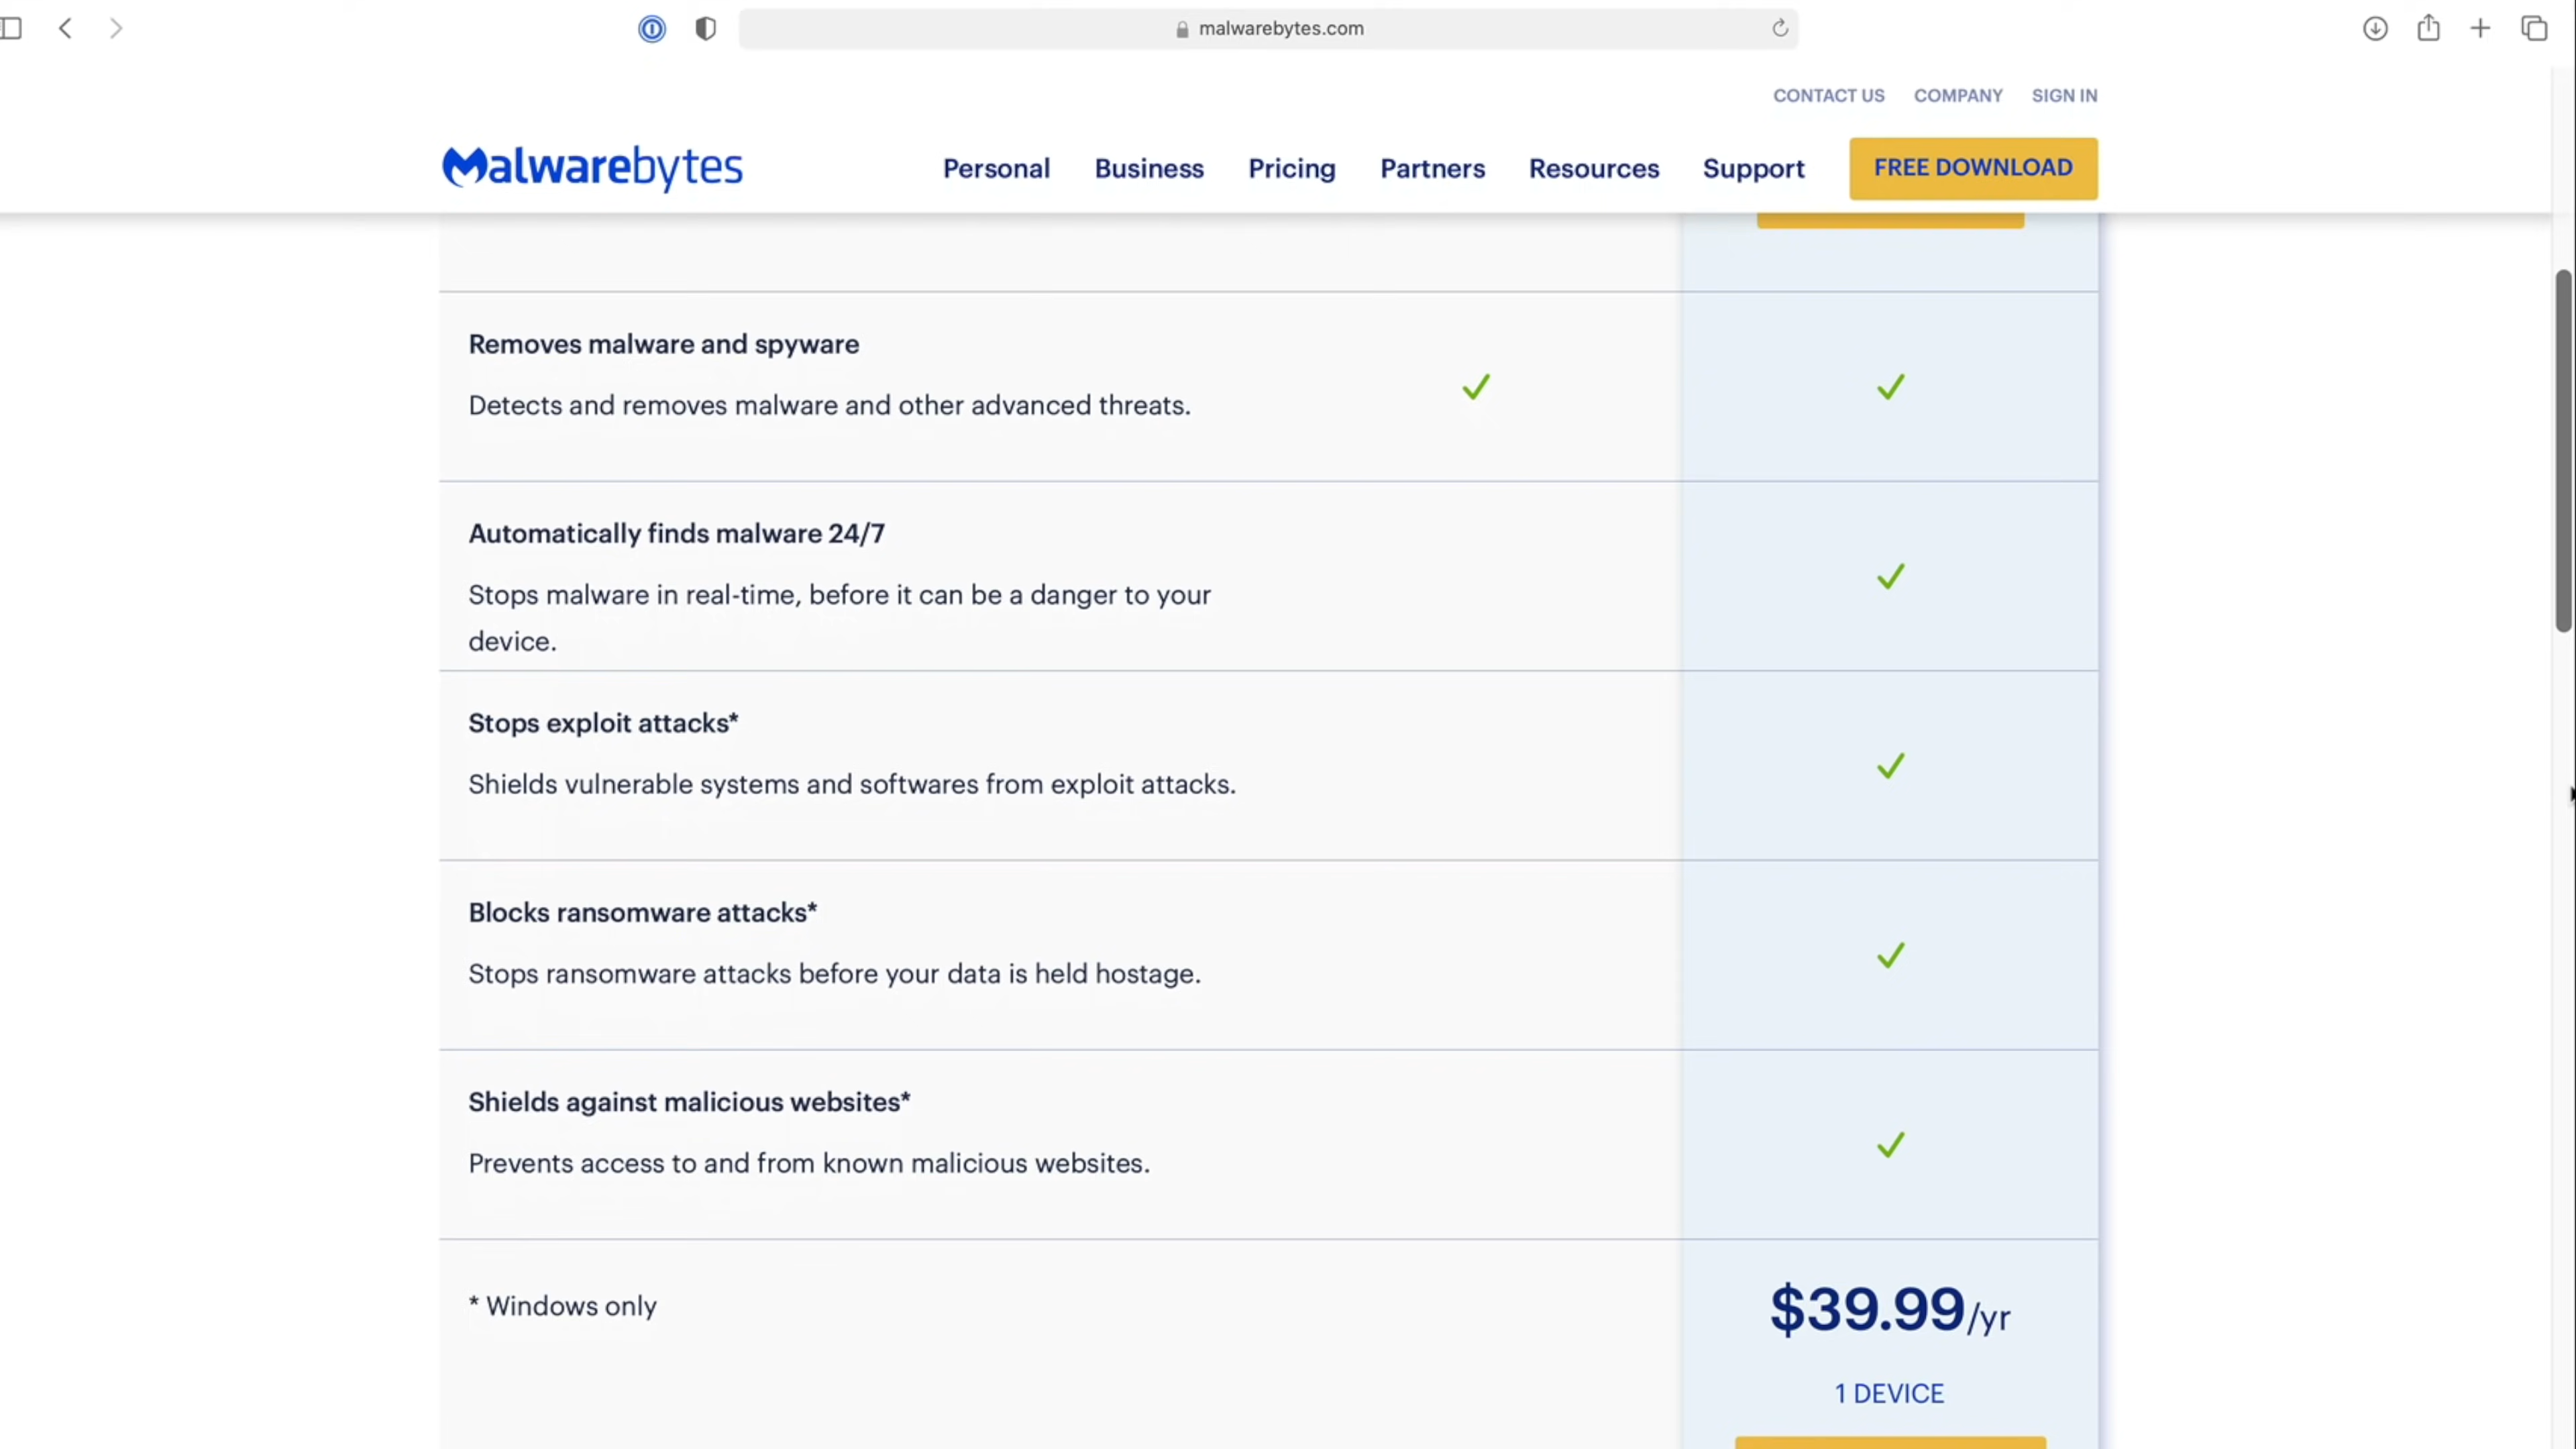 malwarebytes.com
CONTACT US COMPANY SIGN IN
Malwarebytes Personal Business Pricing Partners Resources Support FREE DOWNLOAD
Removes malware and spyware
Detects and removes malware and other advanced threats.
Automatically finds malware 24/7
Stops malware in real-time, before it can be a danger to your
device.
Stops exploit attacks*
Shields vulnerable systems and softwares from exploit attacks.
Blocks ransomware attacks*
Stops ransomware attacks before your data is held hostage.
Shields against malicious websites*
Prevents access to and from known malicious websites.
* Windows only
$39.99/yr
1 DEVICE